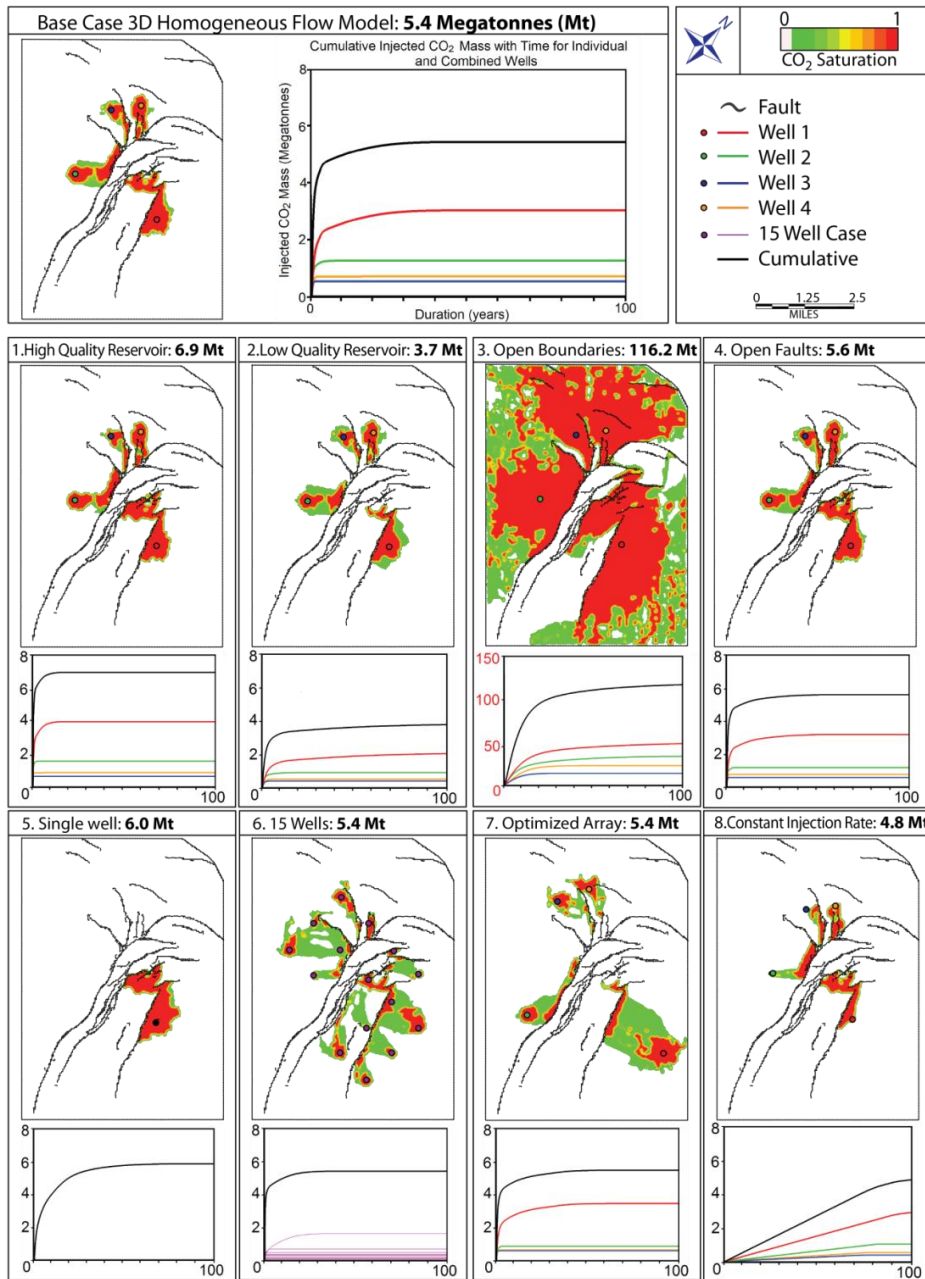 Base Case 3D Homogeneous Flow Model: 5.4 Megatonnes (Mt)
Cumulative Injected CO₂ Mass with Time for Individual
and Combined Wells
Injected CO₂ Mass (Megatonnes)
8
6
4
2
0
100
Duration (years)
0 1
CO₂ Saturation
Fault
Well 1
Well 2
Well 3
Well 4
15 Well Case
Cumulative
0 1.25 2.5
MILES
1.High Quality Reservoir: 6.9 Mt
8
6
4
2
0
100
2.Low Quality Reservoir: 3.7 Mt
8
6
4
2
0
100
3. Open Boundaries: 116.2 Mt
150
100
50
0
0
100
4. Open Faults: 5.6 Mt
8
6
4
2
0
100
5. Single well: 6.0 Mt
8
6
4
2
0
100
6. 15 Wells: 5.4 Mt
8
6
4
2
0
100
7. Optimized Array: 5.4 Mt
8
6
4
2
0
100
8.Constant Injection Rate: 4.8 Mt
8
6
4
2
0
100